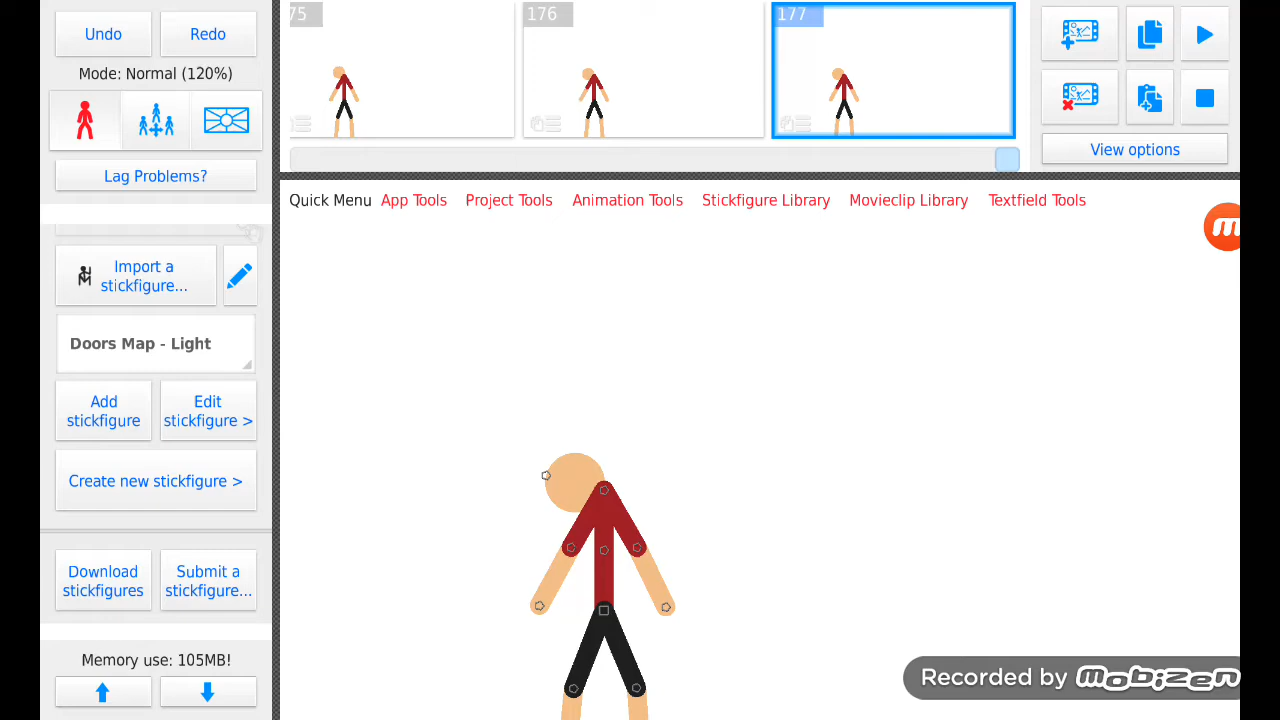 Undo
Redo
Mode: Normal (120%)
Lag Problems?
Import a
stickfigure...
Doors Map - Light
Add
stickfigure
Edit
stickfigure >
Create new stickfigure >
Download
stickfigures
Submit a
stickfigure...
Memory use: 105MB!
75
176
177
View options
Quick Menu App Tools Project Tools Animation Tools Stickfigure Library Movieclip Library Textfield Tools
Recorded by mobizen